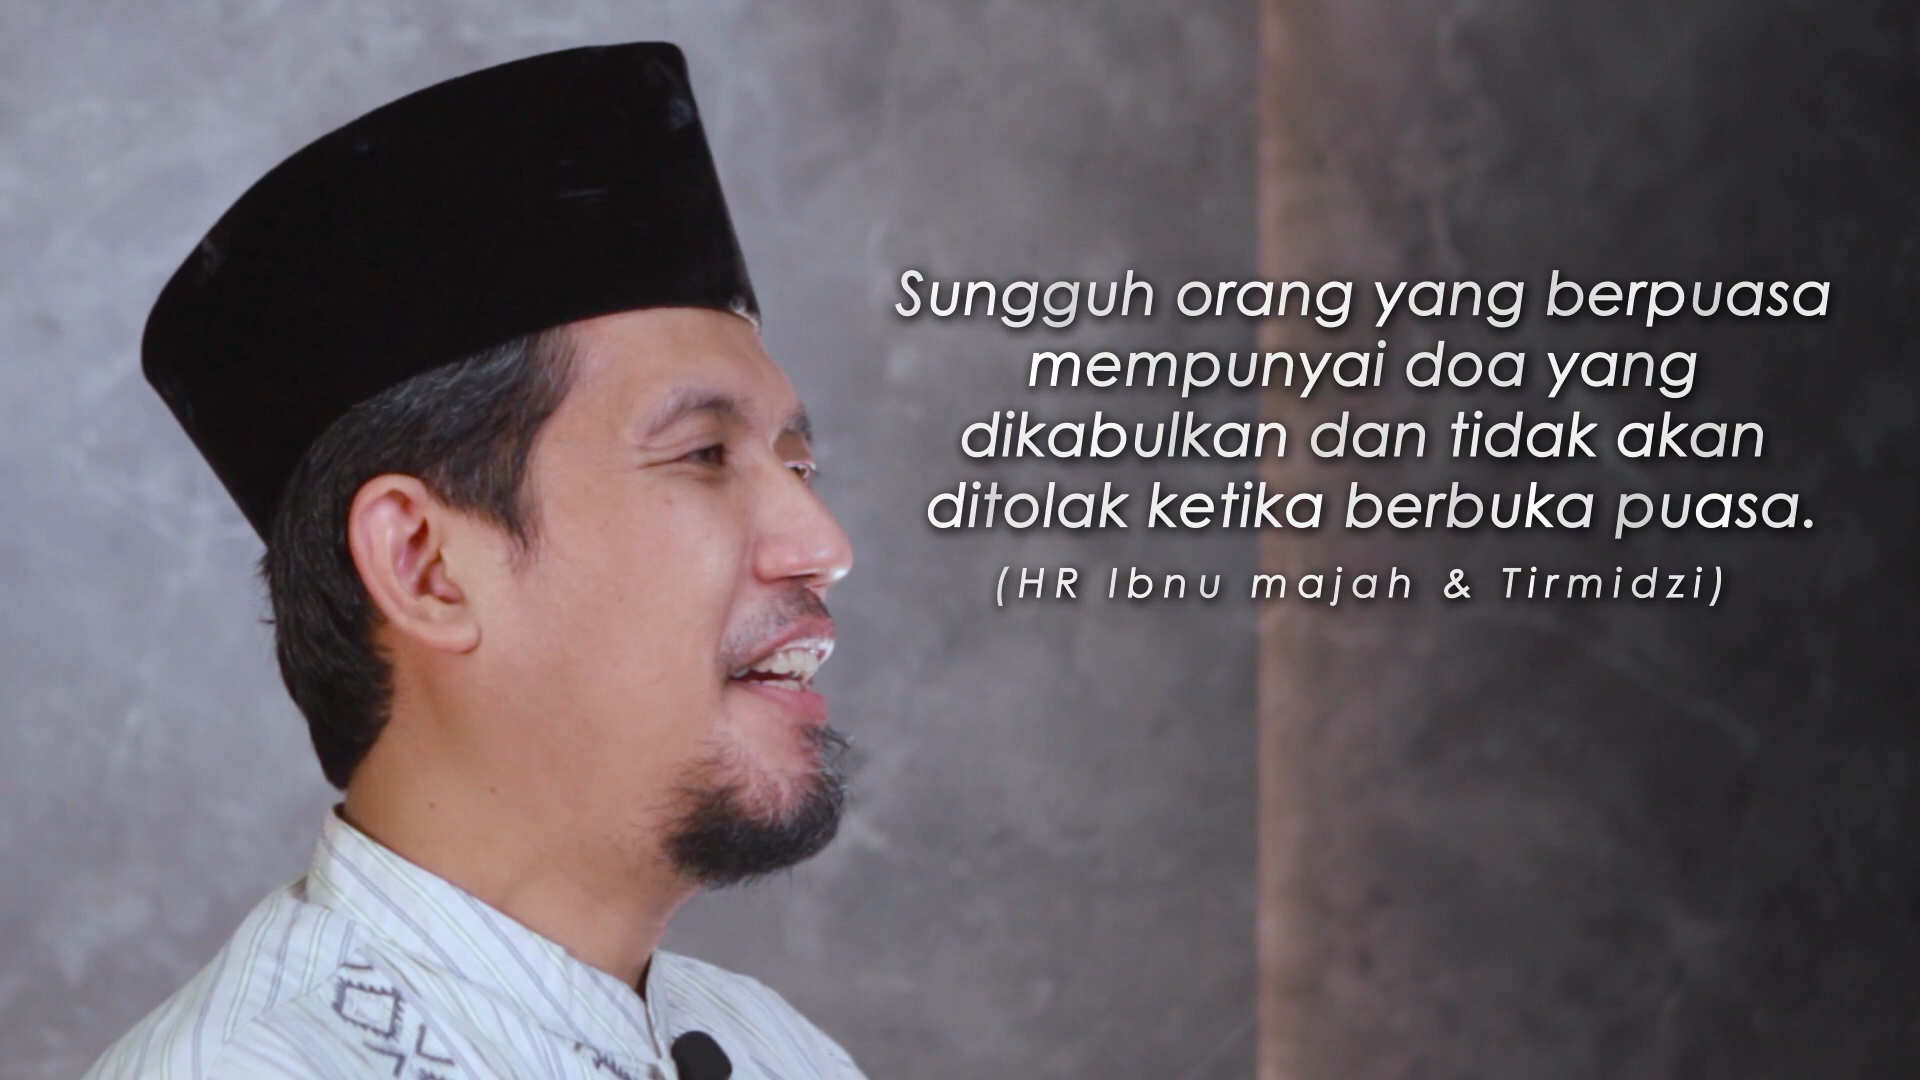 Sungguh orang yang berpuasa
mempunyai doa yang
dikabulkan dan tidak akan
ditolak ketika berbuka puasa.
(HR Ibnu majah & Tirmidzi)